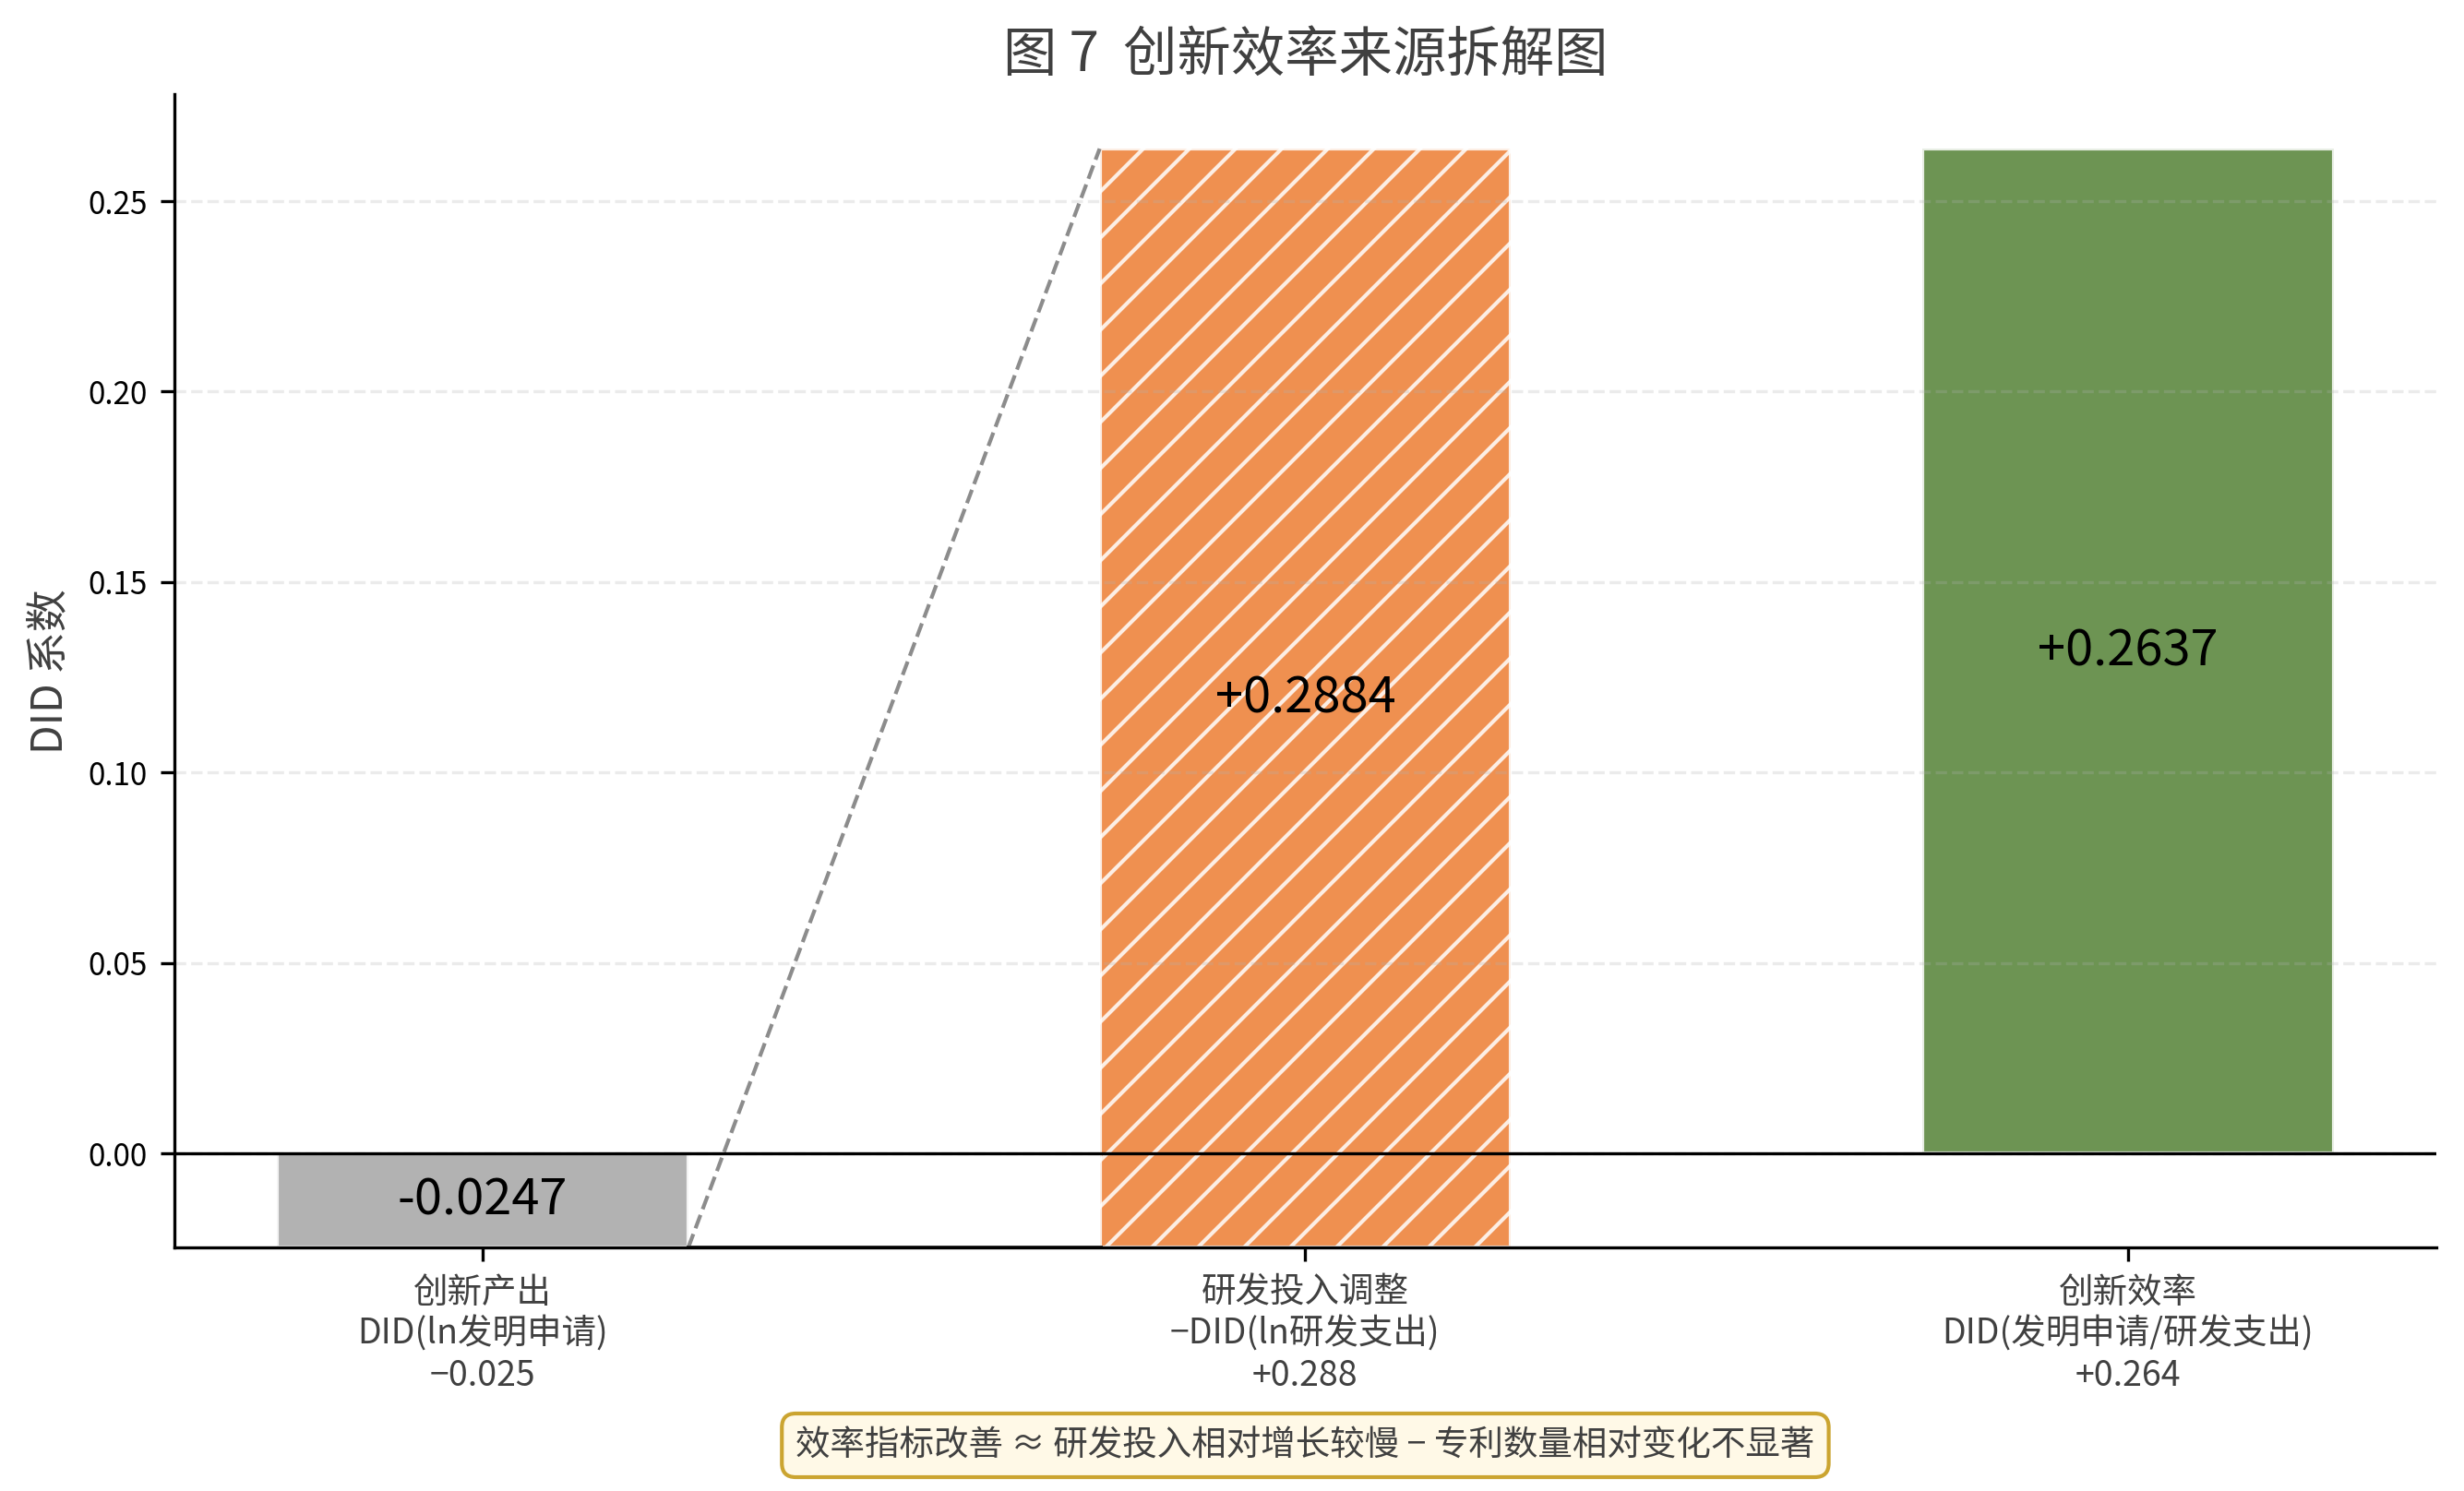 图 7 创新效率来源拆解图
DID 系数
0.25
0.20
0.15
0.10
0.05
0.00
-0.0247
+0.2884
+0.2637
创新产出
DID(ln发明申请)
−0.025
研发投入调整
−DID(ln研发支出)
+0.288
创新效率
DID(发明申请/研发支出)
+0.264
效率指标改善 ≈ 研发投入相对增长较慢 − 专利数量相对变化不显著